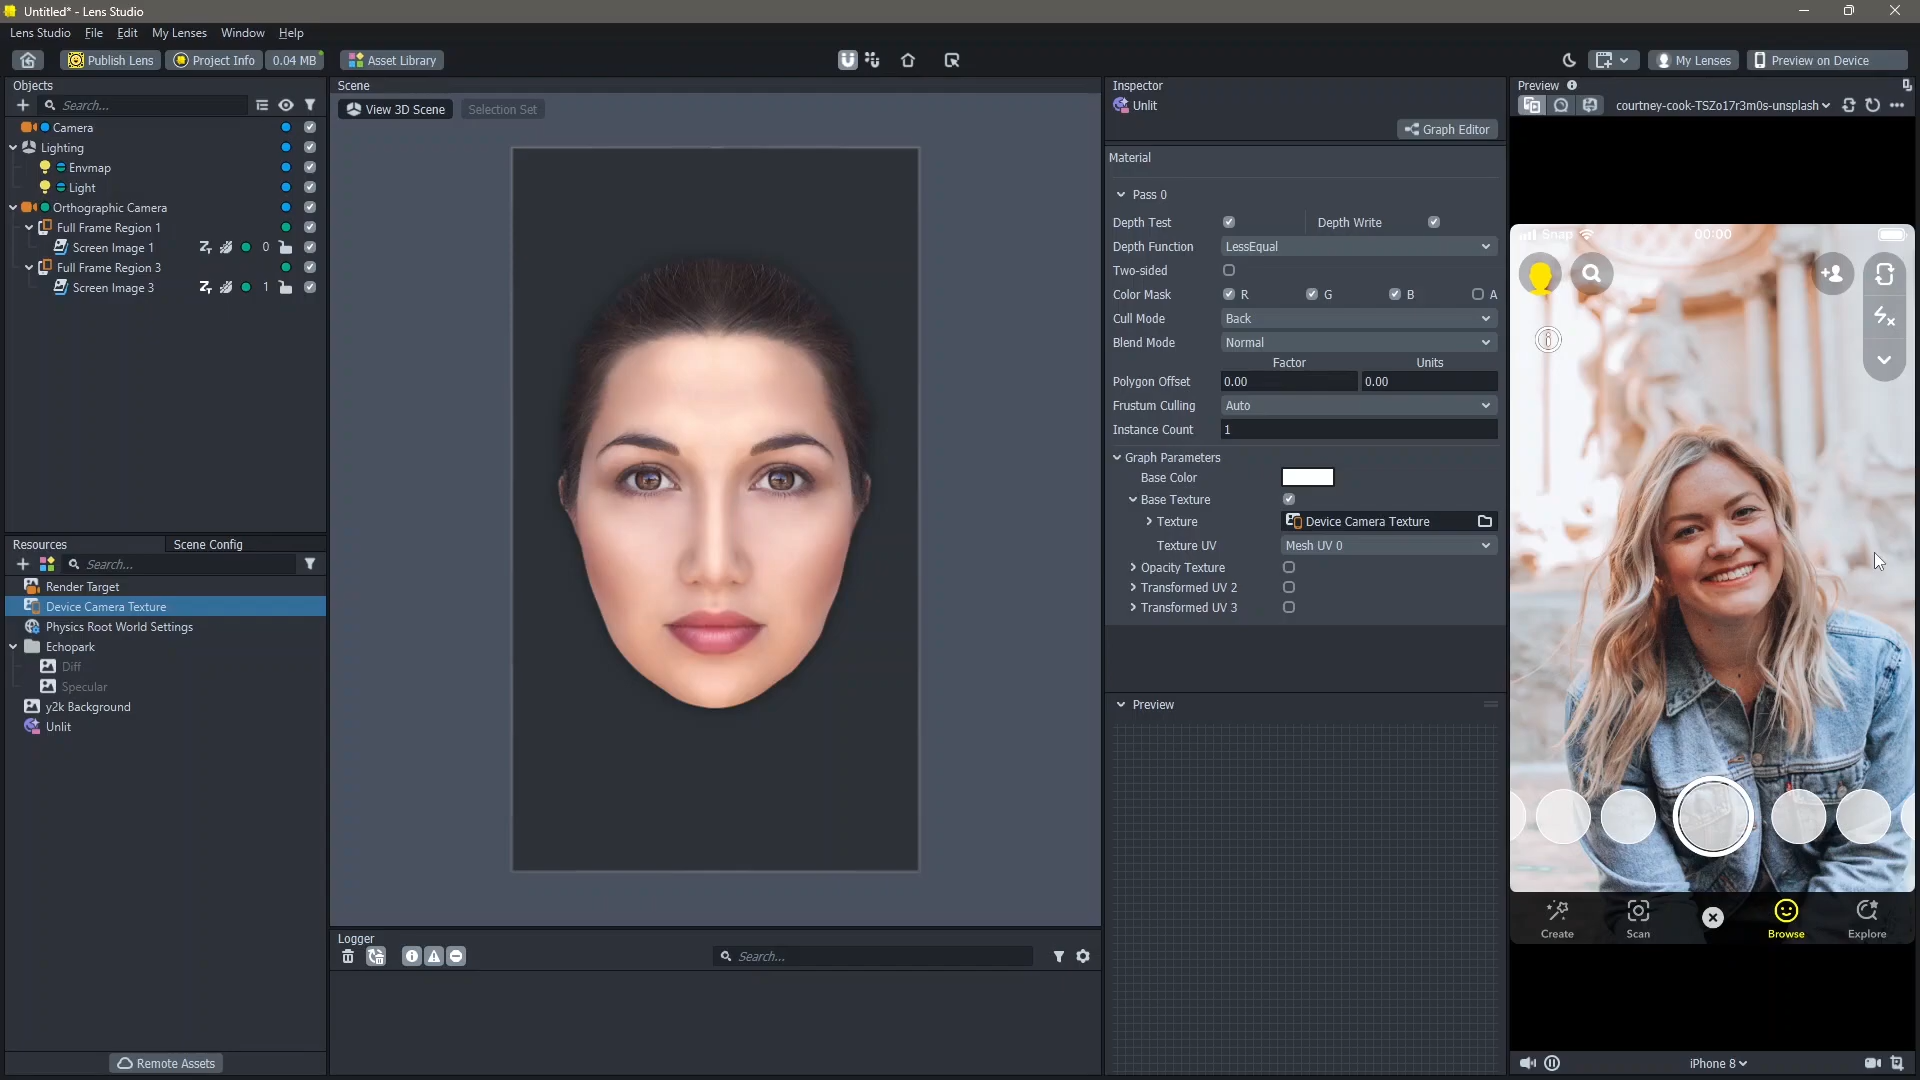 Untitled* - Lens Studio
Lens Studio File Edit My Lenses Window Help
Publish Lens Project Info 0.04 MB Asset Library My Lenses Preview on Device
Objects
Search...
Camera
Lighting
Envmap
Light
Orthographic Camera
Full Frame Region 1
Screen Image 1 0
Full Frame Region 3
Screen Image 3 1
Resources Scene Config
Search...
Render Target
Device Camera Texture
Physics Root World Settings
Echopark
Diff
Specular
y2k Background
Unlit
Remote Assets
Scene
View 3D Scene Selection Set
Logger
Search...
Inspector
Unlit
Graph Editor
Material
Pass 0
Depth Test Depth Write
Depth Function LessEqual
Two-sided
Color Mask R G B A
Cull Mode Back
Blend Mode Normal
Factor Units
Polygon Offset 0.00 0.00
Frustum Culling Auto
Instance Count 1
Graph Parameters
Base Color
Base Texture
Texture Device Camera Texture
Texture UV Mesh UV 0
Opacity Texture
Transformed UV 2
Transformed UV 3
Preview
Preview
courtney-cook-TSZo17r3m0s-unsplash
Snap 00:00
Create Scan Browse Explore
iPhone 8